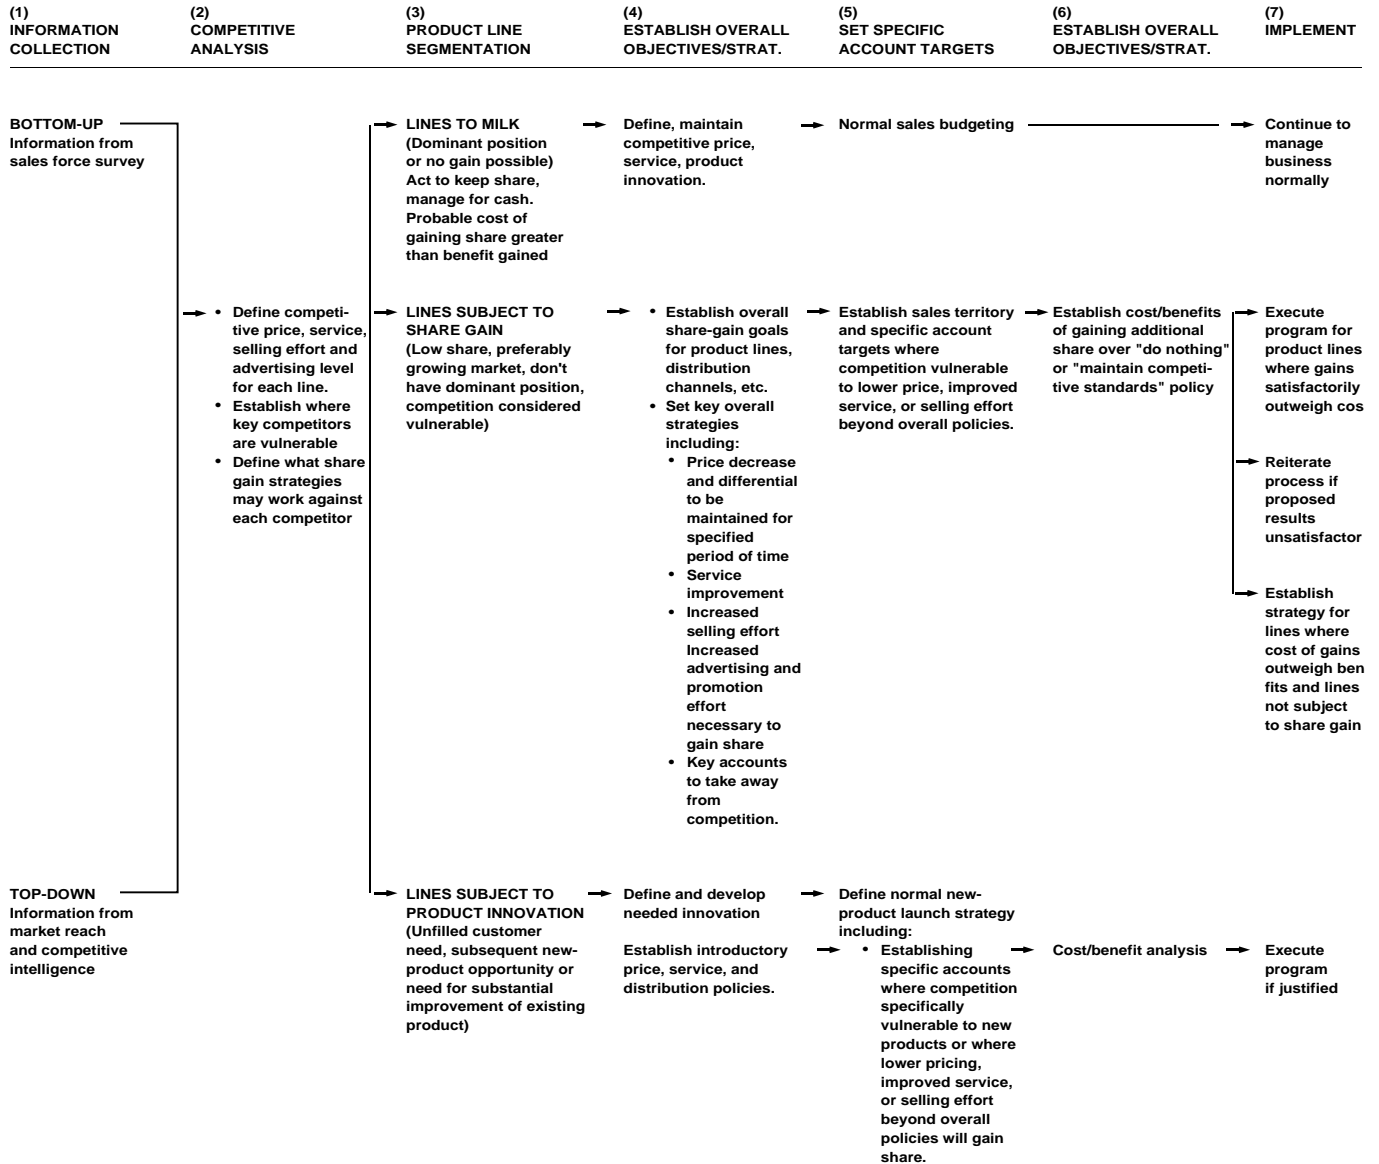 (1)
INFORMATION
COLLECTION
(2)
COMPETITIVE
ANALYSIS
(3)
PRODUCT LINE
SEGMENTATION
(4)
ESTABLISH OVERALL
OBJECTIVES/STRAT.
(5)
SET SPECIFIC
ACCOUNT TARGETS
(6)
ESTABLISH OVERALL
OBJECTIVES/STRAT.
(7)
IMPLEMENT
BOTTOM-UP
Information from
sales force survey
LINES TO MILK
(Dominant position
or no gain possible)
Act to keep share,
manage for cash.
Probable cost of
gaining share greater
than benefit gained
Define, maintain
competitive price,
service, product
innovation.
Normal sales budgeting
Continue to
manage
business
normally
• Define competi-
tive price, service,
selling effort and
advertising level
for each line.
• Establish where
key competitors
are vulnerable
• Define what share
gain strategies
may work against
each competitor
LINES SUBJECT TO
SHARE GAIN
(Low share, preferably
growing market, don't
have dominant position,
competition considered
vulnerable)
• Establish overall
share-gain goals
for product lines,
distribution
channels, etc.
• Set key overall
strategies
including:
• Price decrease
and differential
to be
maintained for
specified
period of time
• Service
improvement
• Increased
selling effort
Increased
advertising and
promotion
effort
necessary to
gain share
• Key accounts
to take away
from
competition.
Establish sales territory
and specific account
targets where
competition vulnerable
to lower price, improved
service, or selling effort
beyond overall policies.
Establish cost/benefits
of gaining additional
share over "do nothing"
or "maintain competi-
tive standards" policy
Execute
program for
product lines
where gains
satisfactorily
outweigh cos
Reiterate
process if
proposed
results
unsatisfactor
Establish
strategy for
lines where
cost of gains
outweigh ben
fits and lines
not subject
to share gain
TOP-DOWN
Information from
market reach
and competitive
intelligence
LINES SUBJECT TO
PRODUCT INNOVATION
(Unfilled customer
need, subsequent new-
product opportunity or
need for substantial
improvement of existing
product)
Define and develop
needed innovation
Establish introductory
price, service, and
distribution policies.
Define normal new-
product launch strategy
including:
• Establishing
specific accounts
where competition
specifically
vulnerable to new
products or where
lower pricing,
improved service,
or selling effort
beyond overall
policies will gain
share.
Cost/benefit analysis
Execute
program
if justified